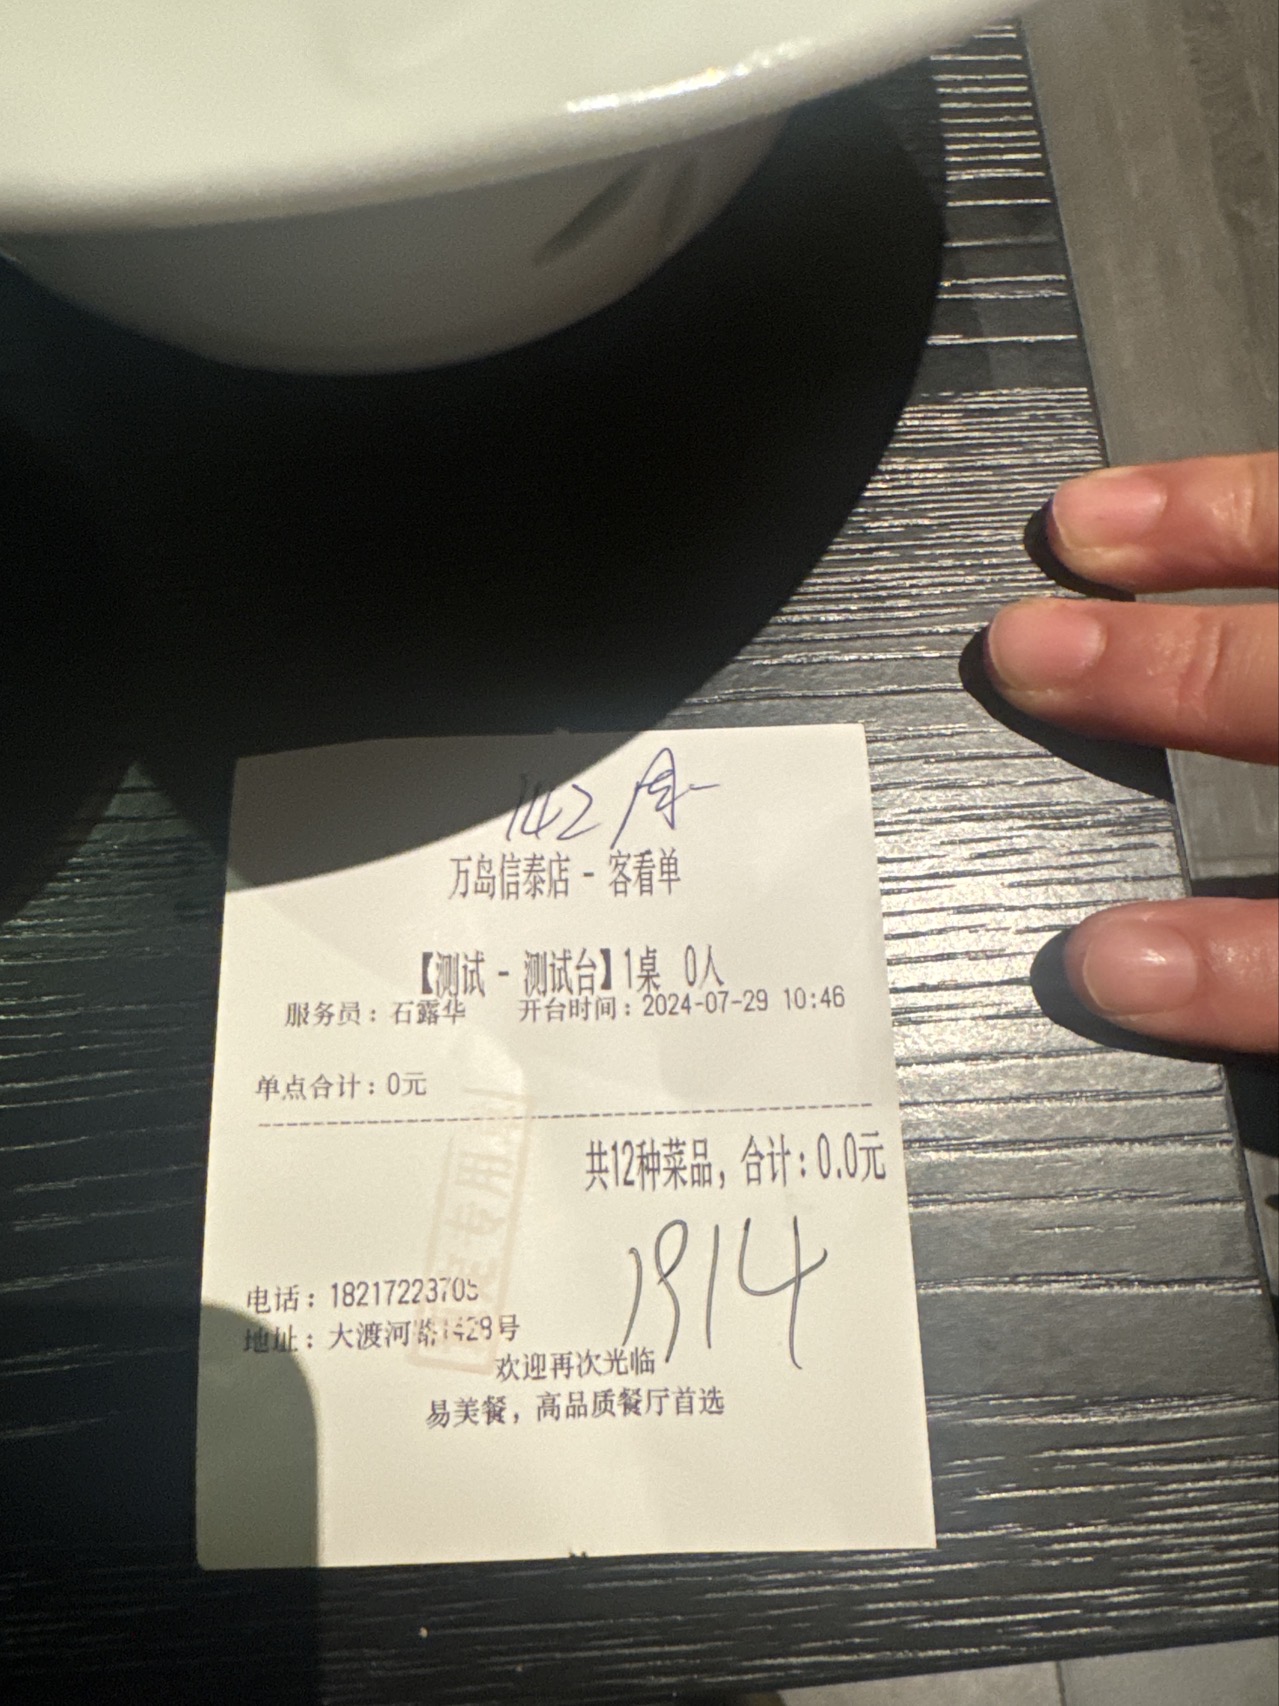 142
万岛信泰店 - 客看单
【测试 - 测试台】1桌 0人
服务员：石露华 开台时间：2024-07-29 10:46
单点合计：0元
共12种菜品，合计：0.0元
1914
电话：18217223705
地址：大渡河路1428号
专用
欢迎再次光临
易美餐，高品质餐厅首选